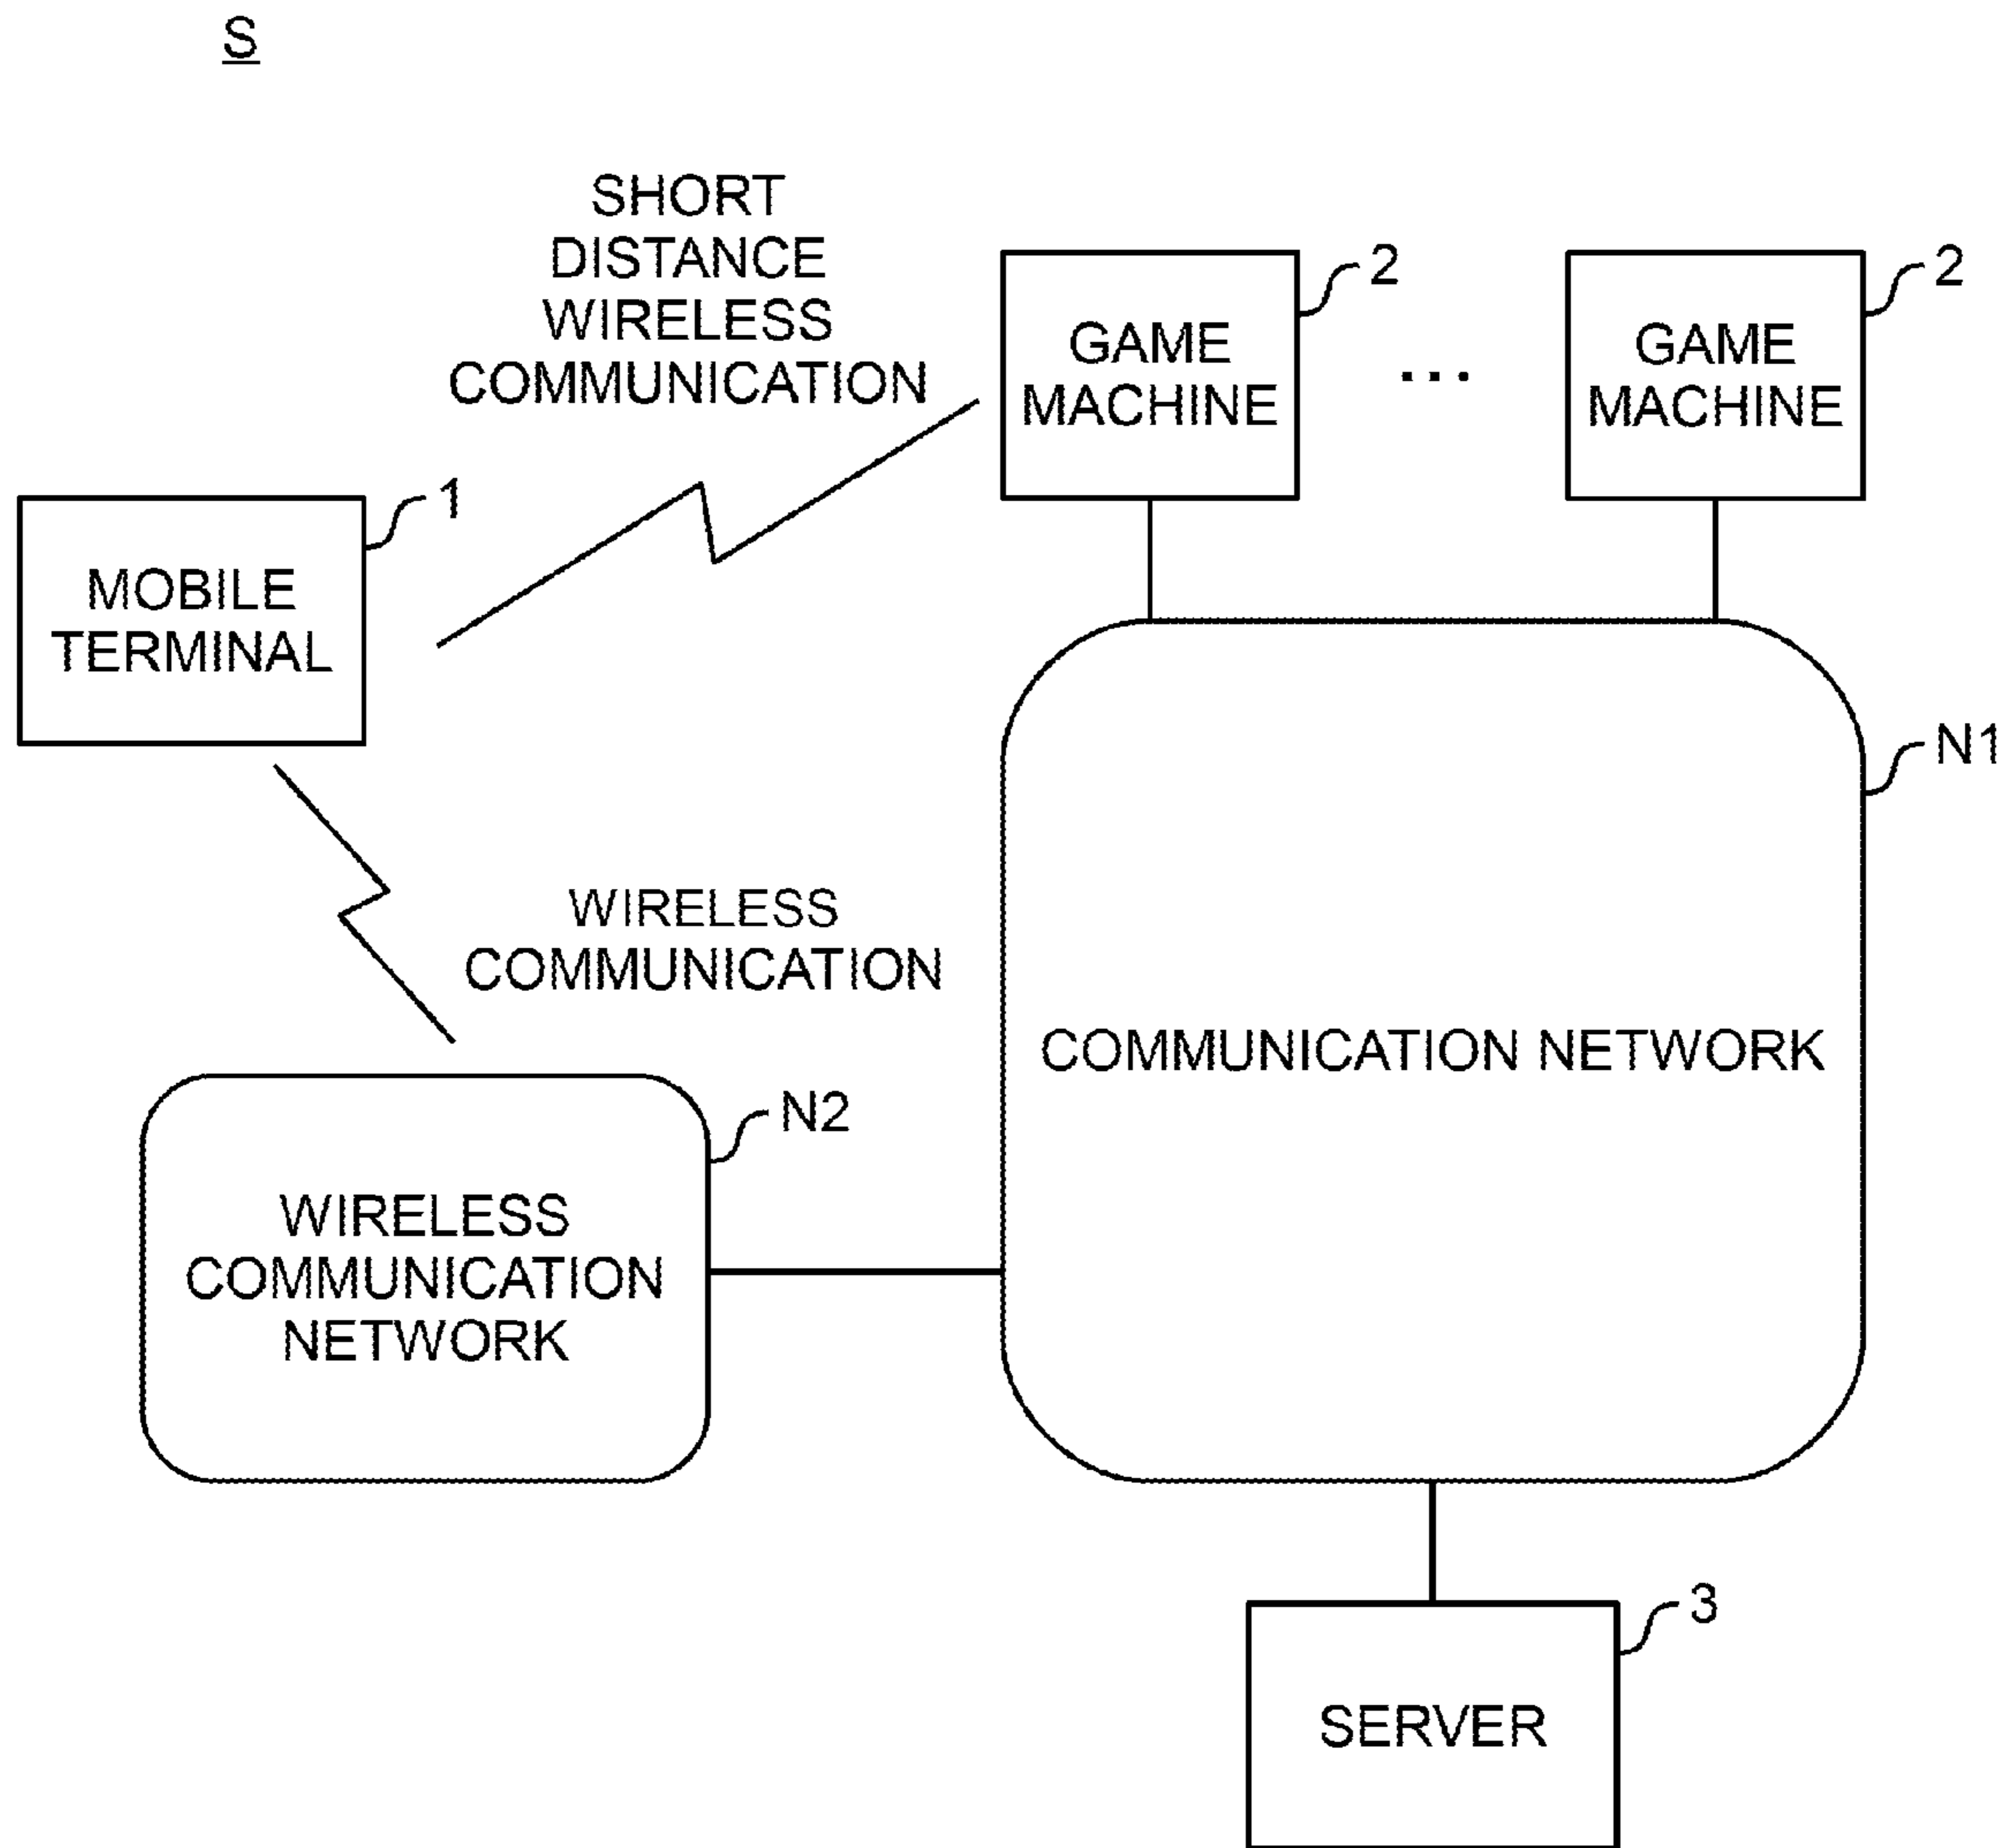 S
SHORT
DISTANCE
WIRELESS
COMMUNICATION
GAME
MACHINE
2
...
GAME
MACHINE
2
MOBILE
TERMINAL
1
N1
WIRELESS
COMMUNICATION
COMMUNICATION NETWORK
N2
WIRELESS
COMMUNICATION
NETWORK
3
SERVER